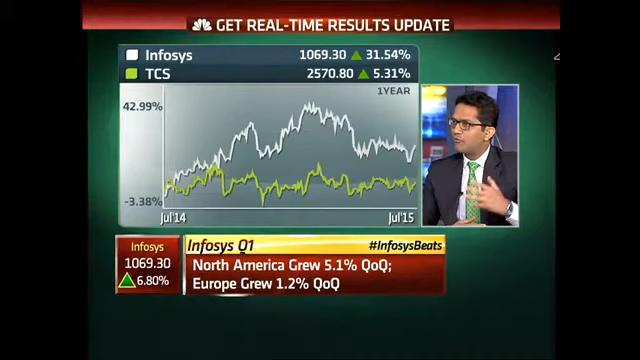 GET REAL-TIME RESULTS UPDATE
Infosys 1069.30 31.54%
TCS 2570.80 5.31%
1YEAR
42.99%
-3.38%
Jul'14 Jul'15
Infosys
1069.30
6.80%
Infosys Q1 #InfosysBeats
North America Grew 5.1% QoQ;
Europe Grew 1.2% QoQ